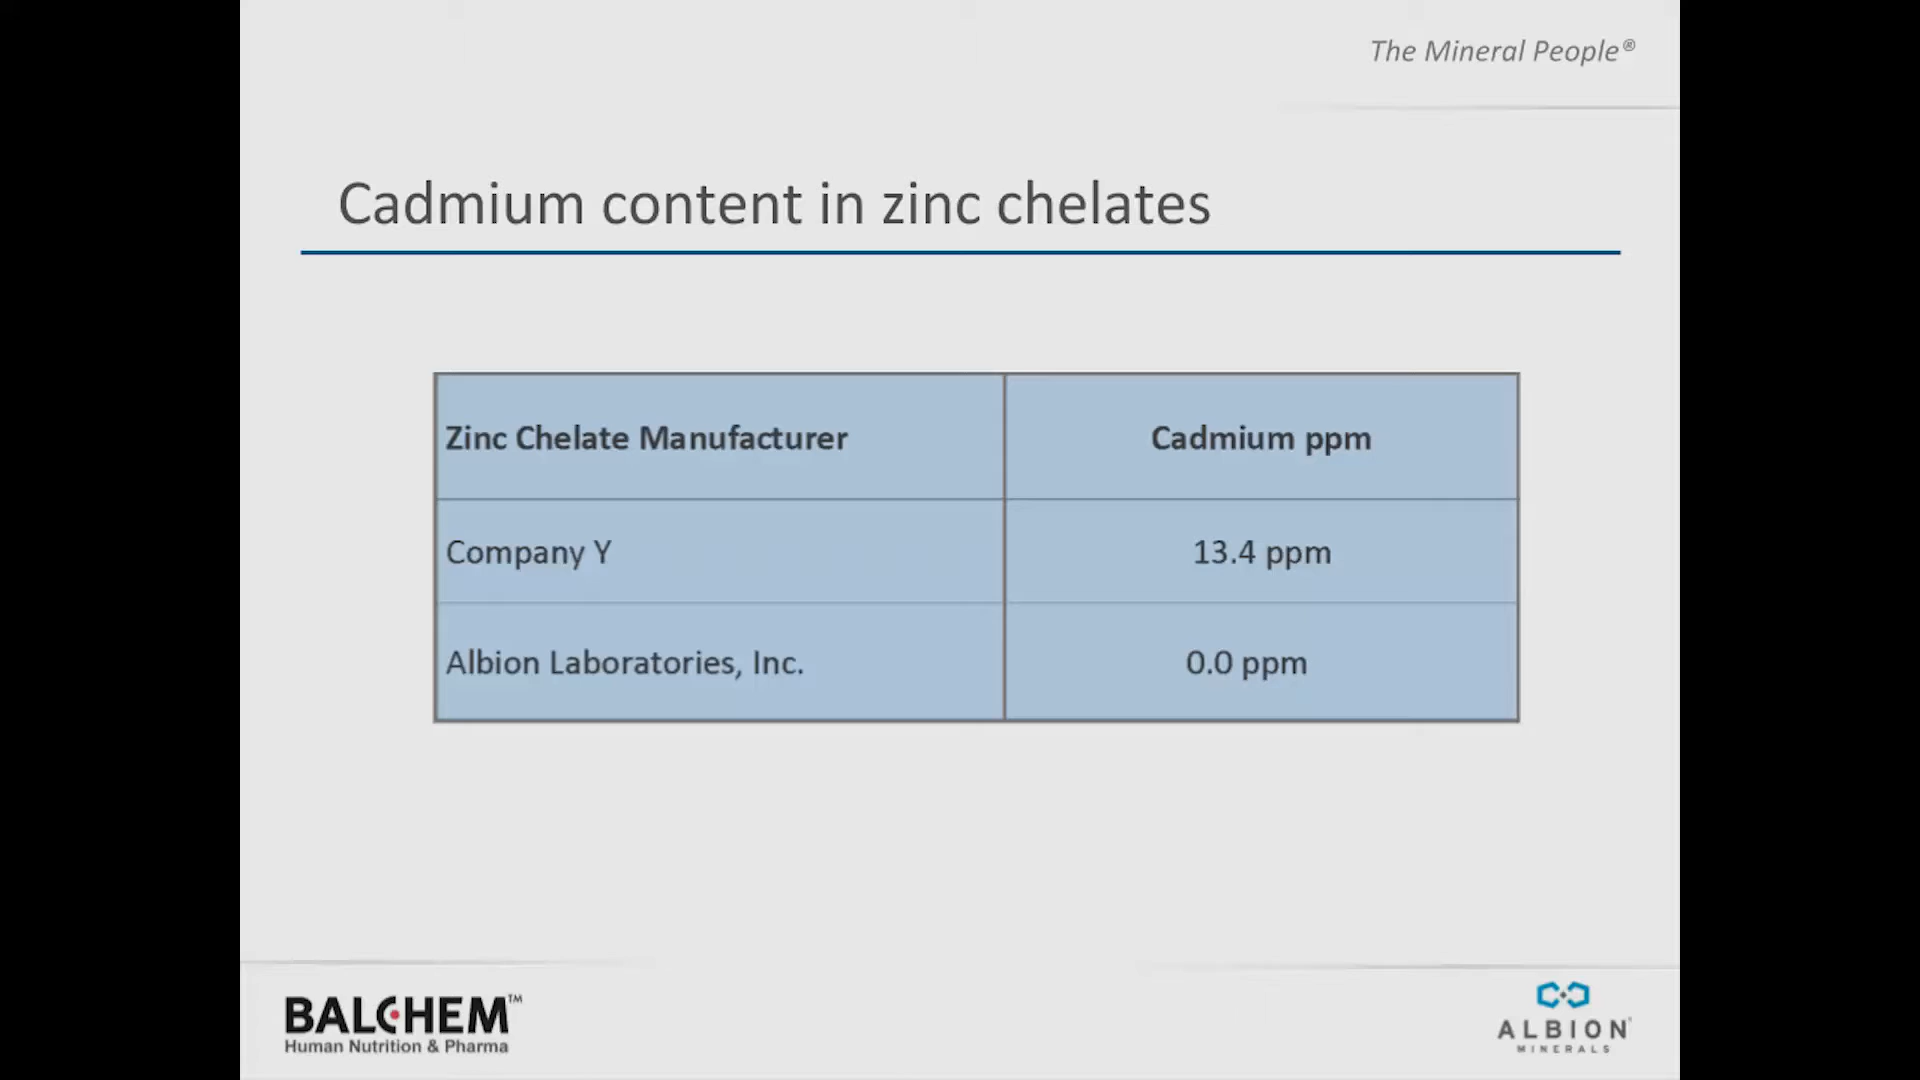 The Mineral People®
Cadmium content in zinc chelates
Zinc Chelate Manufacturer
Cadmium ppm
Company Y
13.4 ppm
Albion Laboratories, Inc.
0.0 ppm
BALCHEM™
Human Nutrition & Pharma
ALBION®
MINERALS